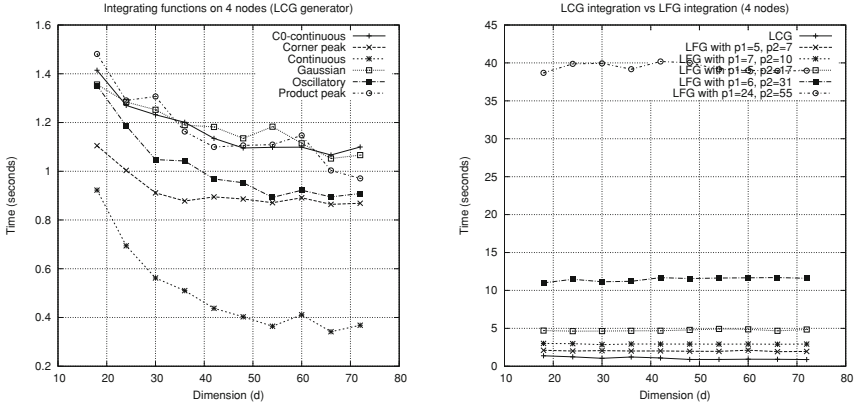 Integrating functions on 4 nodes (LCG generator)
1.6
1.4
1.2
1
0.8
0.6
0.4
0.2
Time (seconds)
10 20 30 40 50 60 70 80
Dimension (d)
C0-continuous
Corner peak
Continuous
Gaussian
Oscillatory
Product peak
LCG integration vs LFG integration (4 nodes)
45
40
35
30
25
20
15
10
5
0
Time (seconds)
10 20 30 40 50 60 70 80
Dimension (d)
LCG
LFG with p1=5, p2=7
LFG with p1=7, p2=10
LFG with p1=5, p2=17
LFG with p1=6, p2=31
LFG with p1=24, p2=55